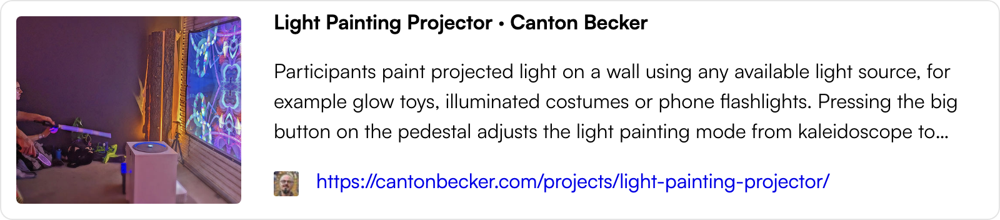 Light Painting Projector · Canton Becker
Participants paint projected light on a wall using any available light source, for
example glow toys, illuminated costumes or phone flashlights. Pressing the big
button on the pedestal adjusts the light painting mode from kaleidoscope to...
https://cantonbecker.com/projects/light-painting-projector/